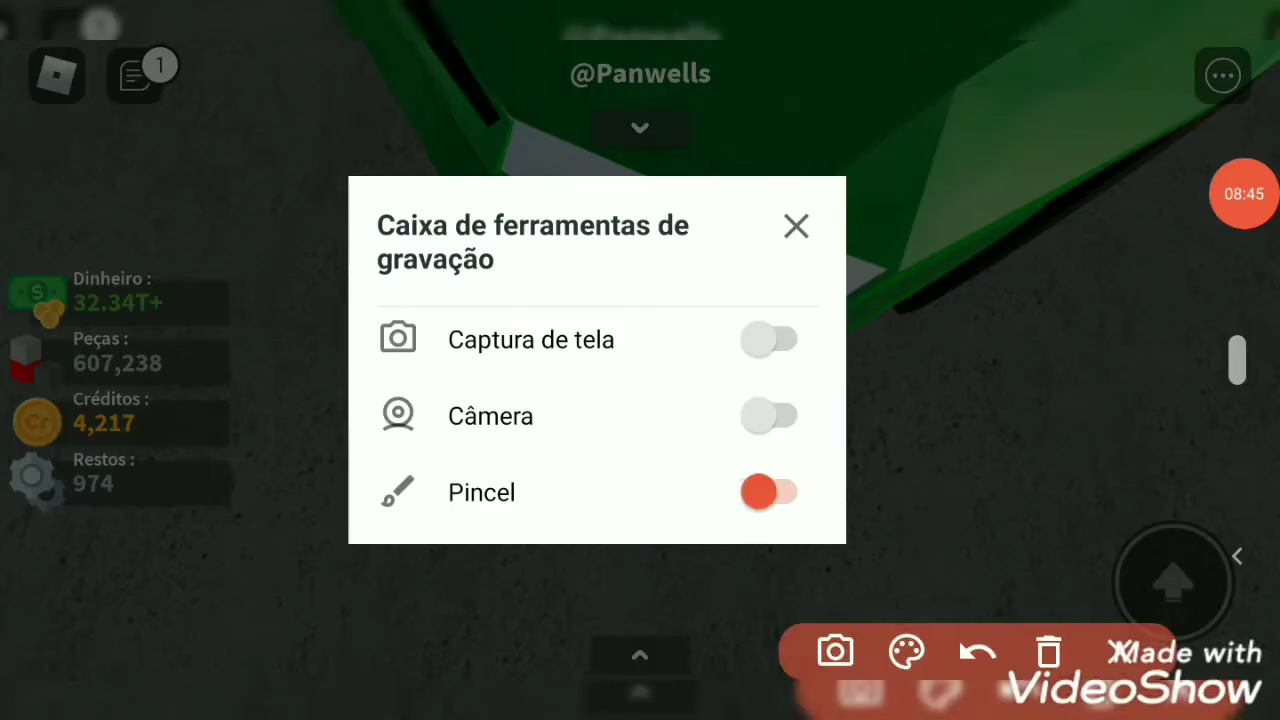 1
@Panwells
08:45
Caixa de ferramentas de
gravação
Captura de tela
Câmera
Pincel
Dinheiro :
32.34T+
Peças :
607,238
Créditos :
Cr
4,217
Restos :
974
Made with
VideoShow